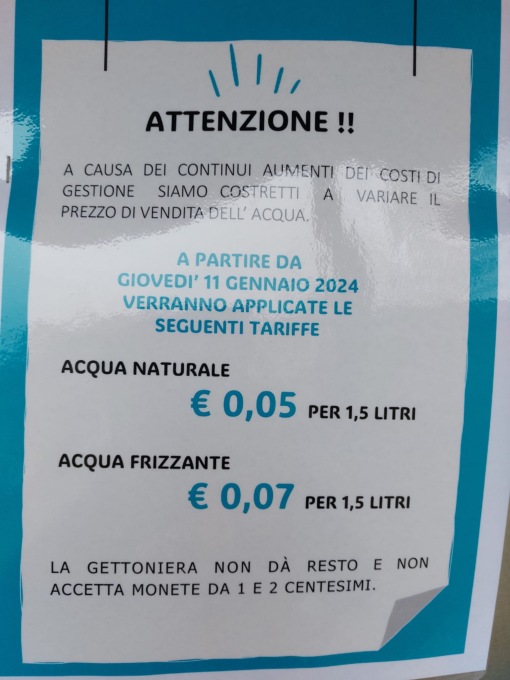 ATTENZIONE !!
A CAUSA DEI CONTINUI AUMENTI DEI COSTI DI
GESTIONE SIAMO COSTRETTI A VARIARE IL
PREZZO DI VENDITA DELL' ACQUA.
A PARTIRE DA
GIOVEDI' 11 GENNAIO 2024
VERRANNO APPLICATE LE
SEGUENTI TARIFFE
ACQUA NATURALE
€ 0,05 PER 1,5 LITRI
ACQUA FRIZZANTE
€ 0,07 PER 1,5 LITRI
LA GETTONIERA NON DÀ RESTO E NON
ACCETTA MONETE DA 1 E 2 CENTESIMI.